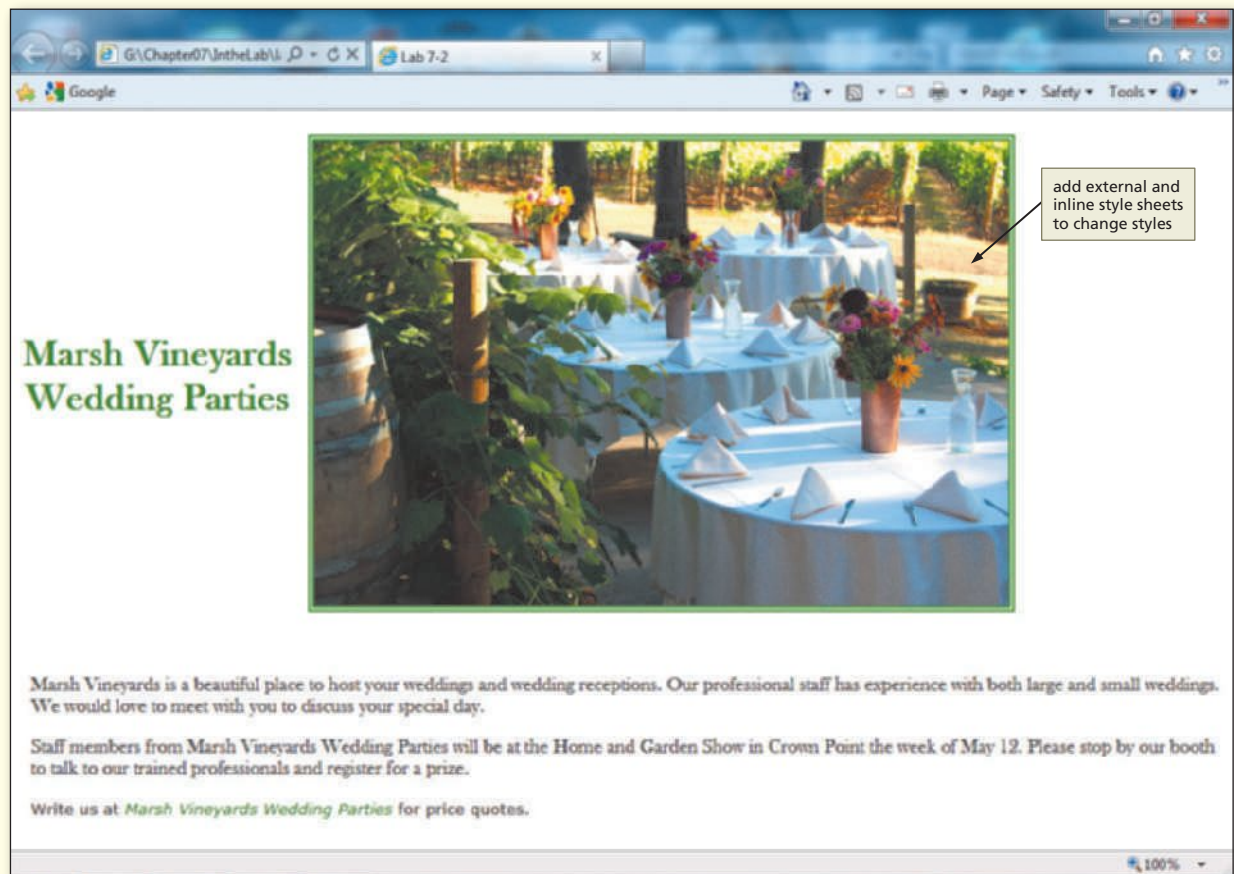 G:\Chapter07\IntheLab\
Lab 7-2
Google
Page
Safety
Tools
add external and
inline style sheets
to change styles
Marsh Vineyards
Wedding Parties
Marsh Vineyards is a beautiful place to host your weddings and wedding receptions. Our professional staff has experience with both large and small weddings.
We would love to meet with you to discuss your special day.
Staff members from Marsh Vineyards Wedding Parties will be at the Home and Garden Show in Crown Point the week of May 12. Please stop by our booth
to talk to our trained professionals and register for a prize.
Write us at Marsh Vineyards Wedding Parties for price quotes.
100%